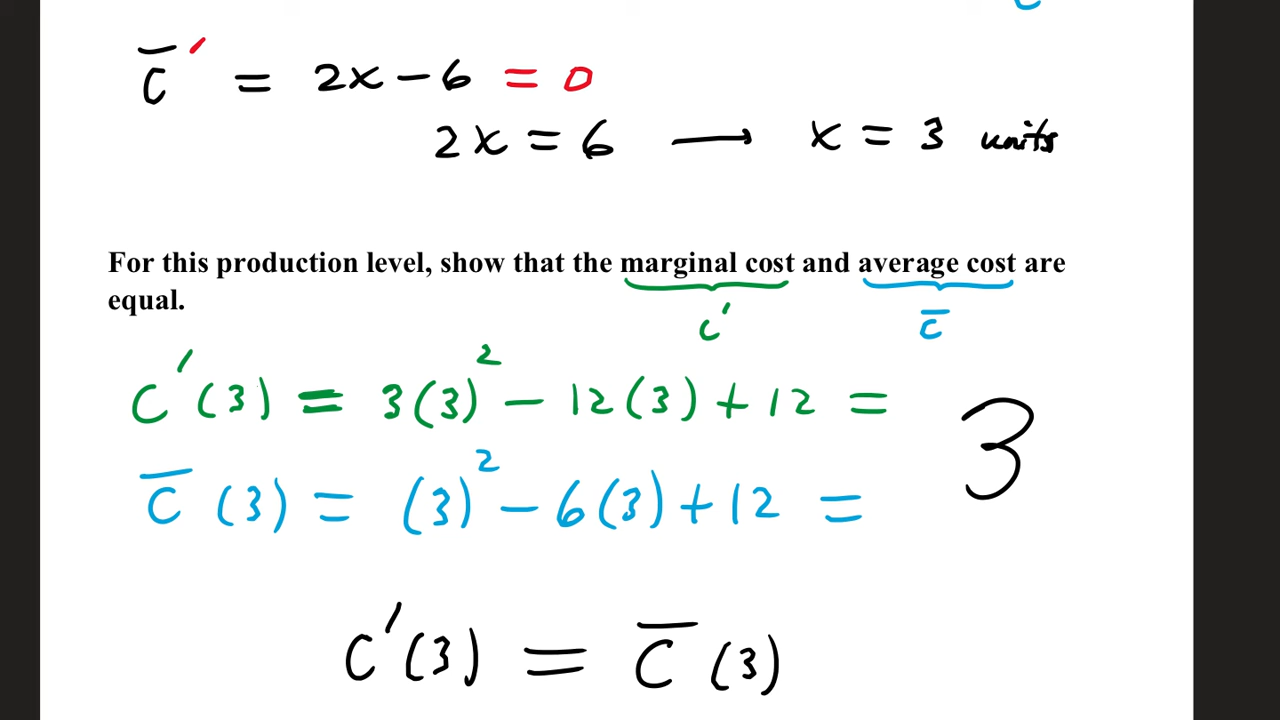 C̅' = 2x - 6 = 0
2x = 6 ⟶ x = 3 units
For this production level, show that the marginal cost and average cost are
equal.
C' C̅
C'(3) = 3(3)² - 12(3) + 12 =
3
C̅(3) = (3)² - 6(3) + 12 =
C'(3) = C̅(3)